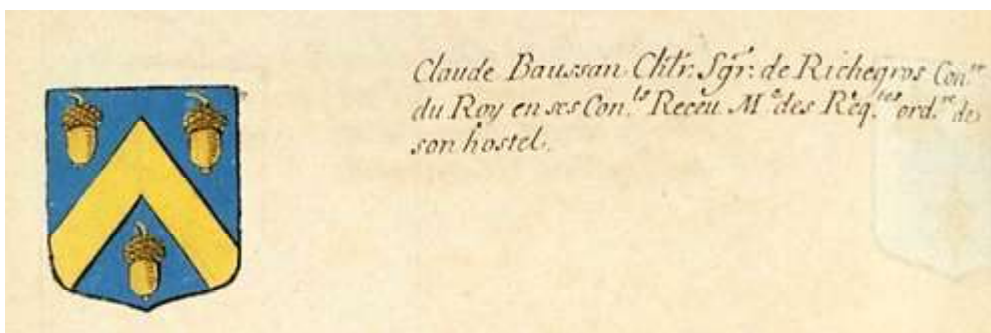 Claude Baussan Chlr. Sgr. de Richegros Con.er
du Roy en ses Con.ls Receu M.e des Req.tes ord.re de
son hostel.